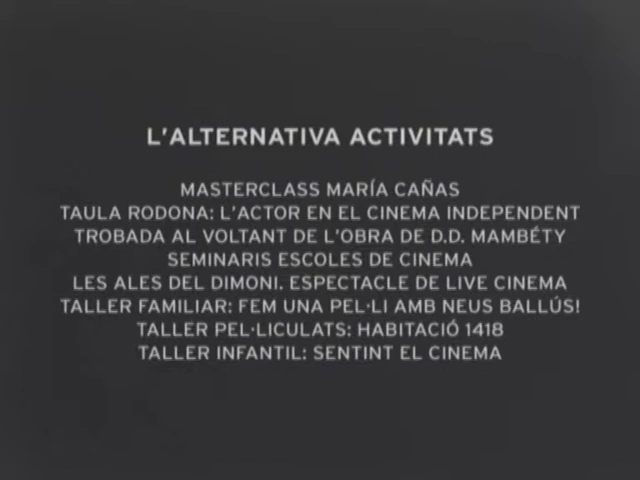 L'ALTERNATIVA ACTIVITATS
MASTERCLASS MARÍA CAÑAS
TAULA RODONA: L'ACTOR EN EL CINEMA INDEPENDENT
TROBADA AL VOLTANT DE L'OBRA DE D.D. MAMBÉTY
SEMINARIS ESCOLES DE CINEMA
LES ALES DEL DIMONI. ESPECTACLE DE LIVE CINEMA
TALLER FAMILIAR: FEM UNA PEL·LI AMB NEUS BALLÚS!
TALLER PEL·LICULATS: HABITACIÓ 1418
TALLER INFANTIL: SENTINT EL CINEMA